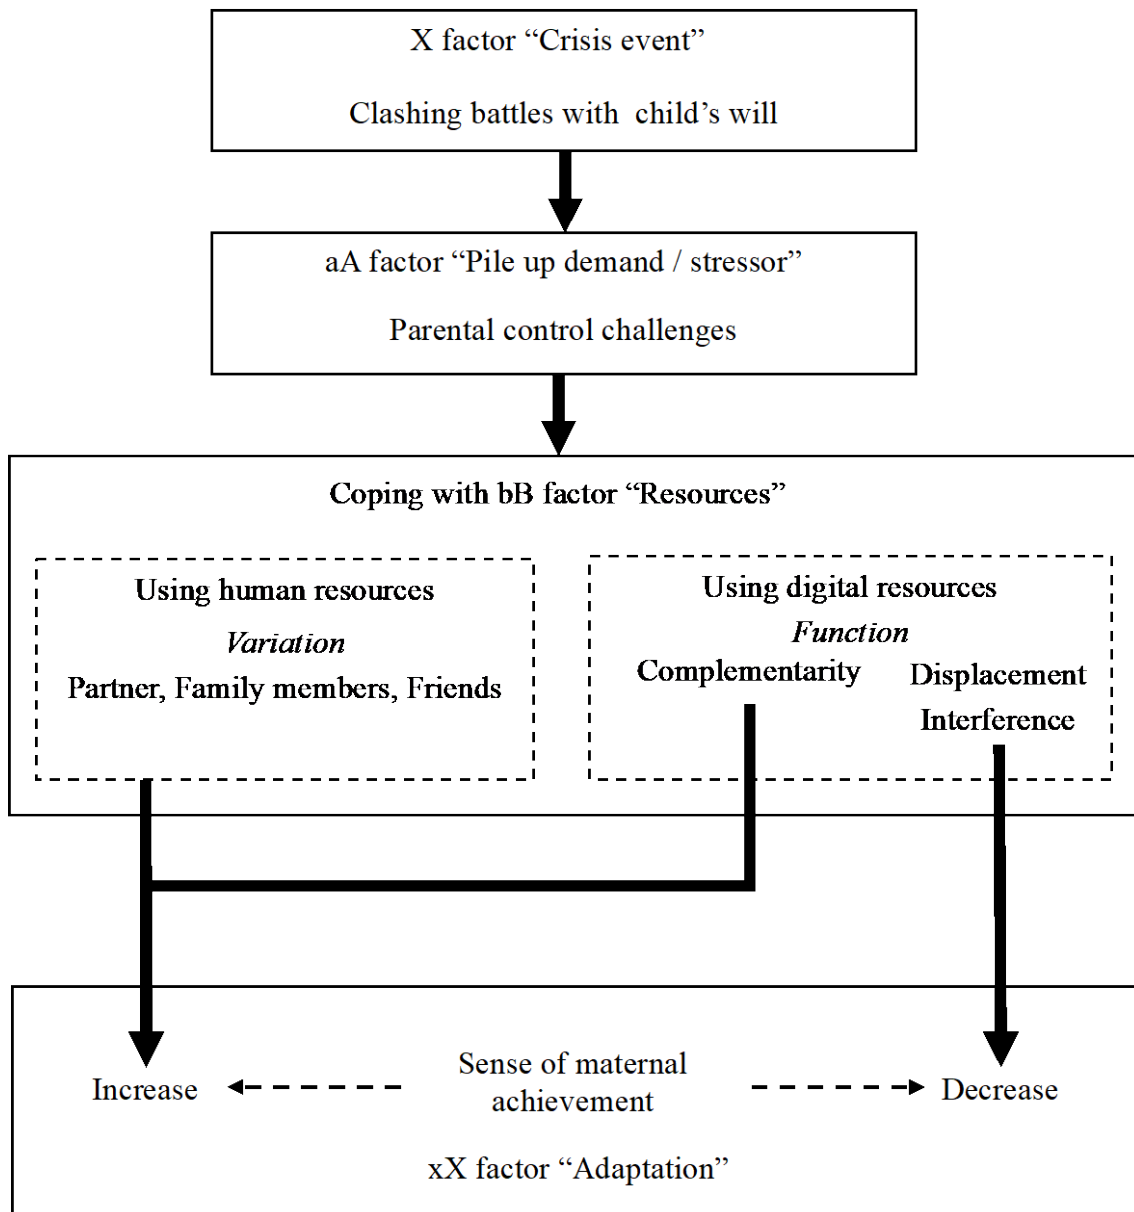 X factor “Crisis event”
Clashing battles with child’s will
aA factor “Pile up demand / stressor”
Parental control challenges
Coping with bB factor “Resources”
Using human resources
Variation
Partner, Family members, Friends
Using digital resources
Function
Complementarity
Displacement
Interference
Increase
Sense of maternal
achievement
Decrease
xX factor “Adaptation”